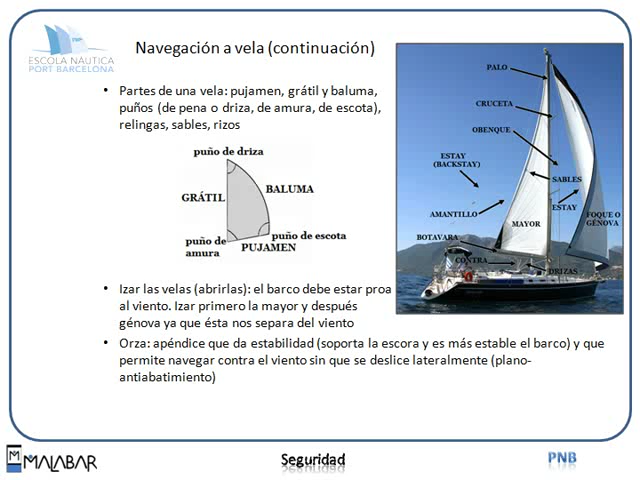 ESCOLA NÁUTICA
PORT BARCELONA
Navegación a vela (continuación)
• Partes de una vela: pujamen, grátil y baluma,
puños (de pena o driza, de amura, de escota),
relingas, sables, rizos
puño de driza
GRÁTIL
BALUMA
puño de escota
puño de
amura
PUJAMEN
PALO
CRUCETA
OBENQUE
ESTAY
(BACKSTAY)
SABLES
AMANTILLO
ESTAY
FOQUE O
GÉNOVA
MAYOR
BOTAVARA
CONTRA
DRIZAS
• Izar las velas (abrirlas): el barco debe estar proa
al viento. Izar primero la mayor y después
génova ya que ésta nos separa del viento
• Orza: apéndice que da estabilidad (soporta la escora y es más estable el barco) y que
permite navegar contra el viento sin que se deslice lateralmente (plano-
antiabatimiento)
MALABAR
Seguridad
PNB